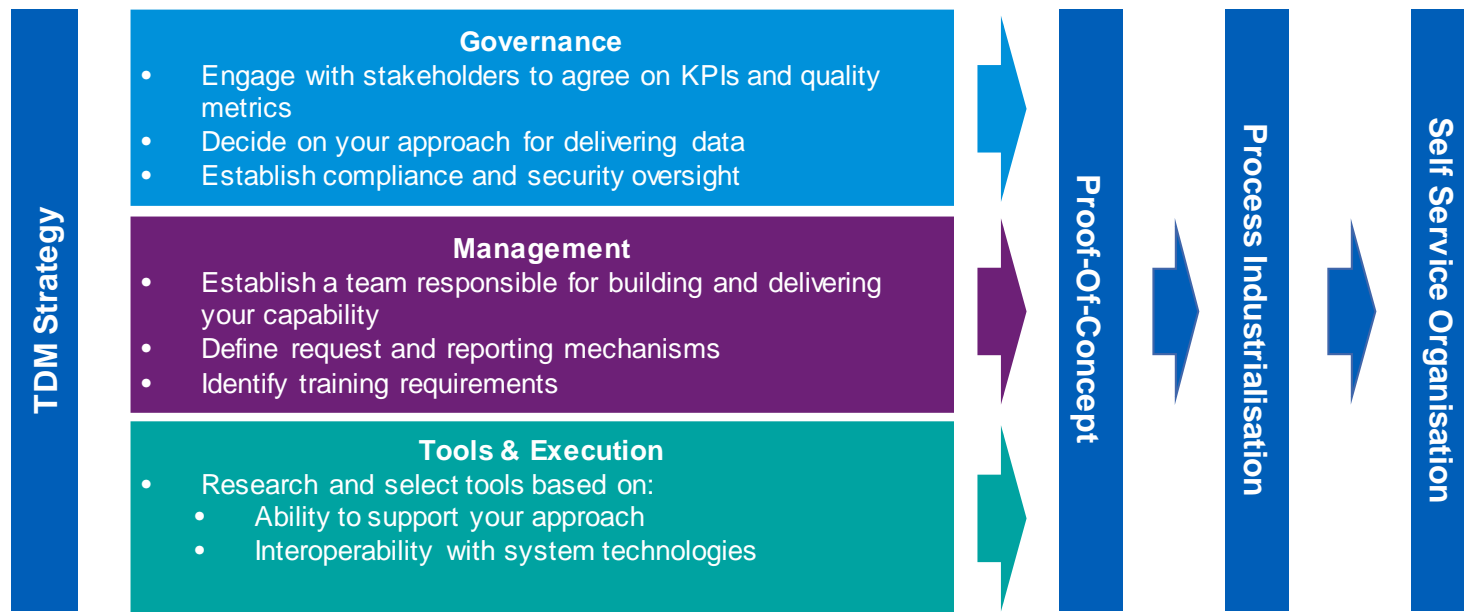 TDM Strategy
Governance
• Engage with stakeholders to agree on KPIs and quality
metrics
• Decide on your approach for delivering data
• Establish compliance and security oversight
Management
• Establish a team responsible for building and delivering
your capability
• Define request and reporting mechanisms
• Identify training requirements
Tools & Execution
• Research and select tools based on:
• Ability to support your approach
• Interoperability with system technologies
Proof-Of-Concept
Process Industrialisation
Self Service Organisation